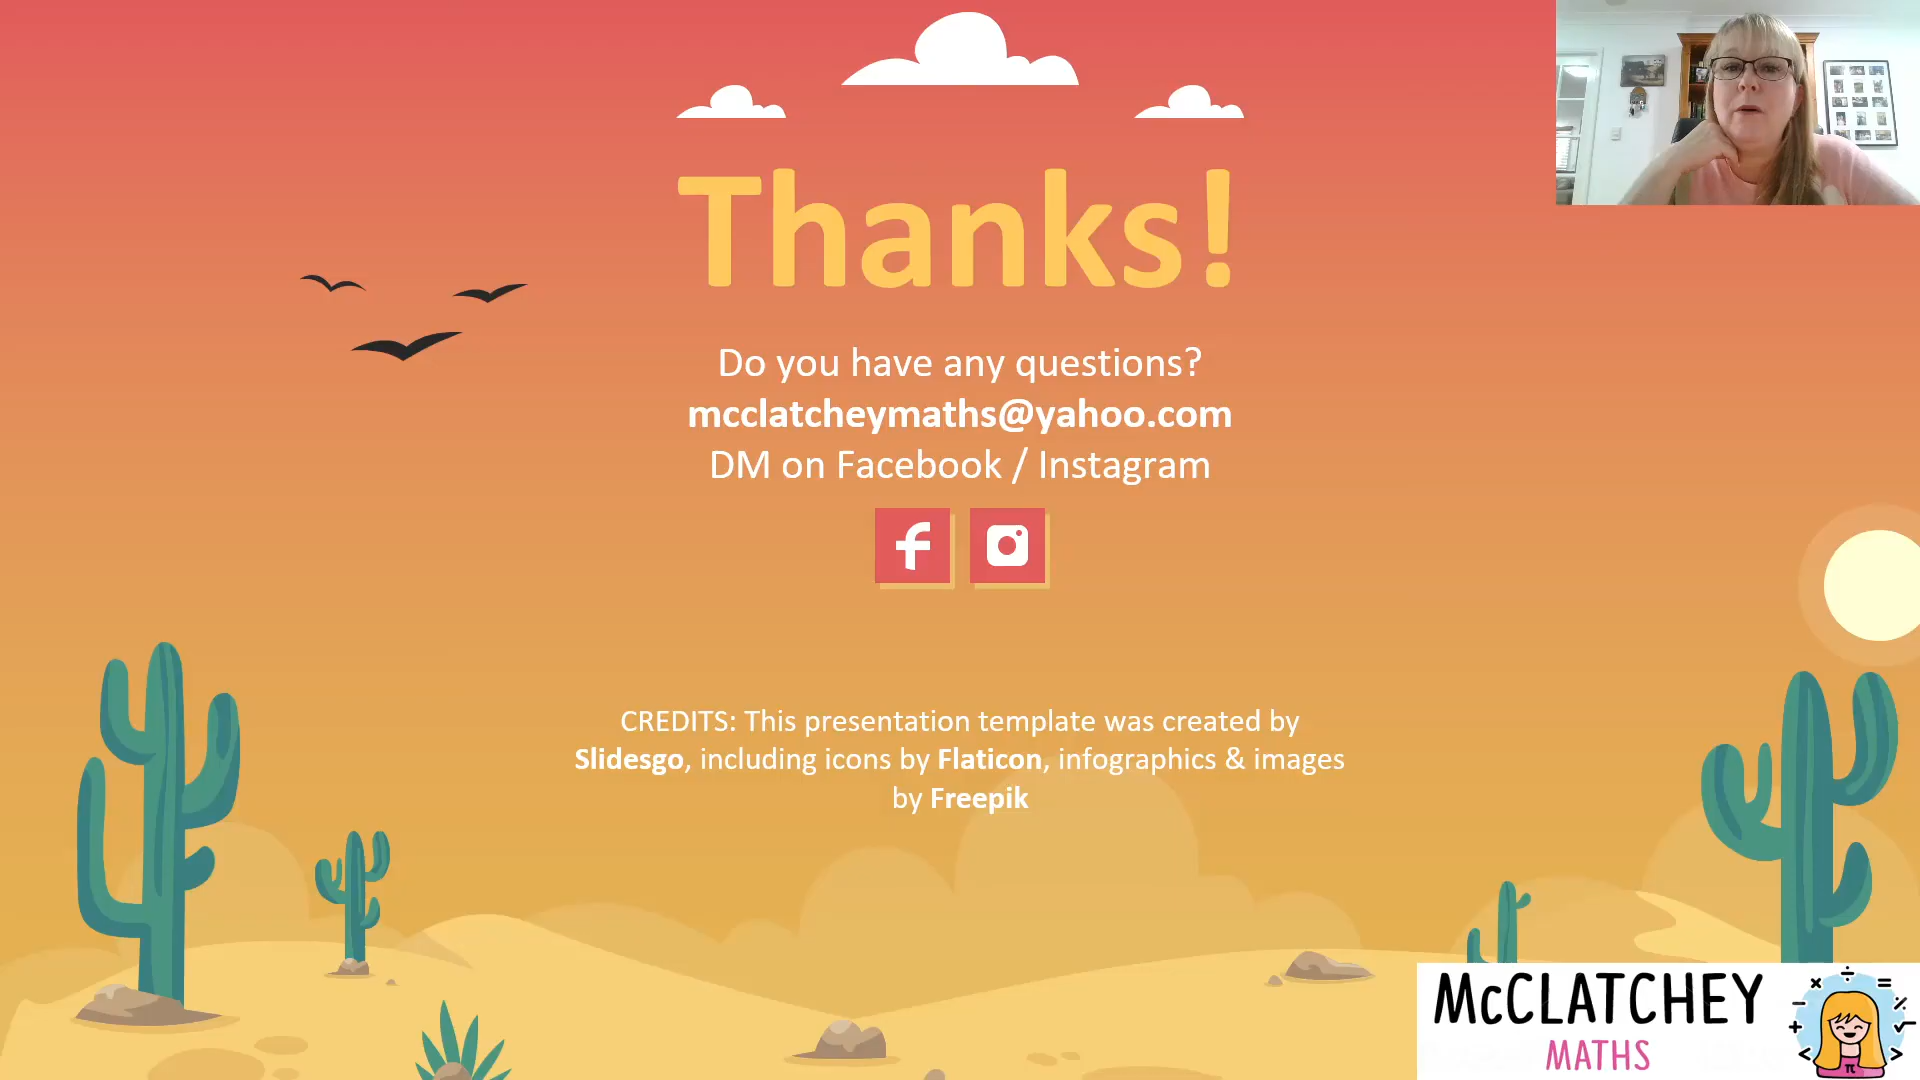 Thanks!
Do you have any questions?
mcclatcheymaths@yahoo.com
DM on Facebook / Instagram
CREDITS: This presentation template was created by
Slidesgo, including icons by Flaticon, infographics & images
by Freepik
McCLATCHEY
MATHS